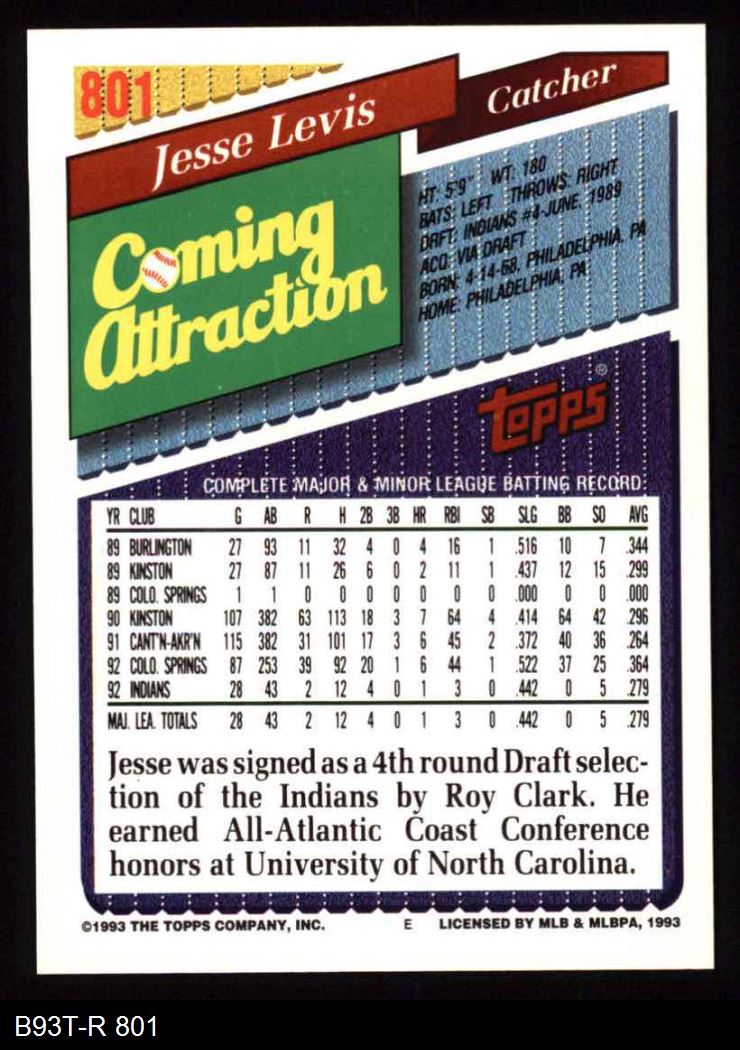 801
Jesse Levis
Catcher
Coming
Attraction
HT: 5'9" WT: 180
BATS: LEFT THROWS: RIGHT
DRFT: INDIANS #4-JUNE, 1989
ACQ: VIA DRAFT
BORN: 4-14-68, PHILADELPHIA, PA
HOME: PHILADELPHIA, PA
topps®
COMPLETE MAJOR & MINOR LEAGUE BATTING RECORD
YR CLUB G AB R H 2B 3B HR RBI SB SLG BB SO AVG
89 BURLINGTON 27 93 11 32 4 0 4 16 1 .516 10 7 .344
89 KINSTON 27 87 11 26 6 0 2 11 1 .437 12 15 .299
89 COLO. SPRINGS 1 1 0 0 0 0 0 0 0 .000 0 0 .000
90 KINSTON 107 382 63 113 18 3 7 64 4 .414 64 42 .296
91 CANT'N-AKR'N 115 382 31 101 17 3 6 45 2 .372 40 36 .264
92 COLO. SPRINGS 87 253 39 92 20 1 6 44 1 .522 37 25 .364
92 INDIANS 28 43 2 12 4 0 1 3 0 .442 0 5 .279
MAJ. LEA. TOTALS 28 43 2 12 4 0 1 3 0 .442 0 5 .279
Jesse was signed as a 4th round Draft selec-
tion of the Indians by Roy Clark. He
earned All-Atlantic Coast Conference
honors at University of North Carolina.
©1993 THE TOPPS COMPANY, INC. E LICENSED BY MLB & MLBPA, 1993
B93T-R 801